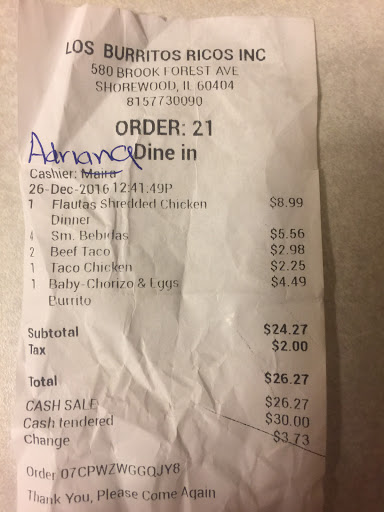 LOS BURRITOS RICOS INC
580 BROOK FOREST AVE
SHOREWOOD, IL 60404
8157730090
ORDER: 21
Adriana Dine in
Cashier: Maira
26-Dec-2016 12:41:49P
1 Flautas Shredded Chicken $8.99
Dinner
4 Sm. Bebidas $5.56
2 Beef Taco $2.98
1 Taco Chicken $2.25
1 Baby-Chorizo & Eggs $4.49
Burrito
Subtotal $24.27
Tax $2.00
Total $26.27
CASH SALE $26.27
Cash tendered $30.00
Change $3.73
Order 07CPWZWGGQJY8
Thank You, Please Come Again